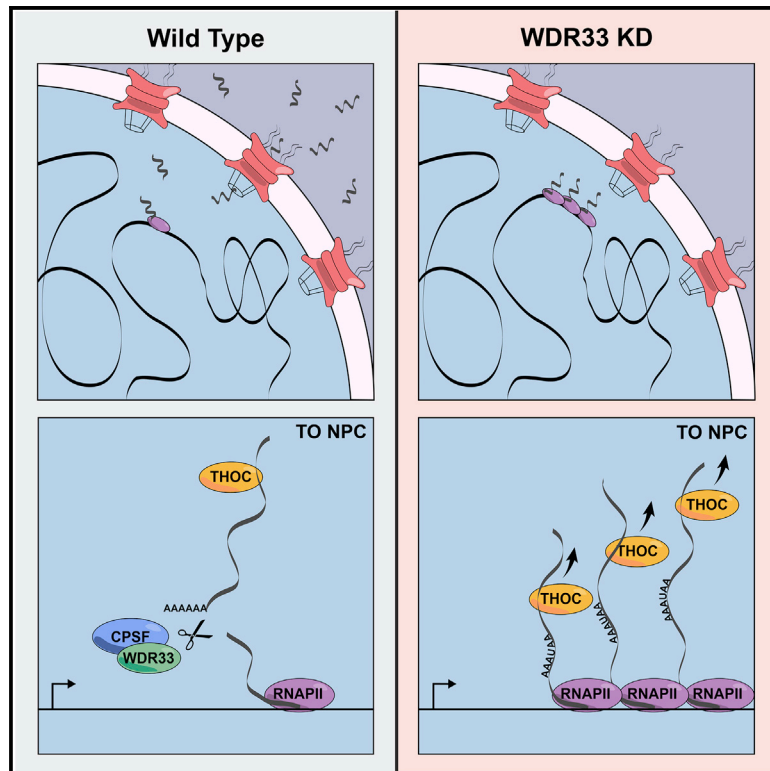 Wild Type
WDR33 KD
TO NPC
THOC
AAAAAA
CPSF
WDR33
RNAPII
TO NPC
THOC
THOC
THOC
AAAUAA
AAAUAA
AAAUAA
RNAPII
RNAPII
RNAPII